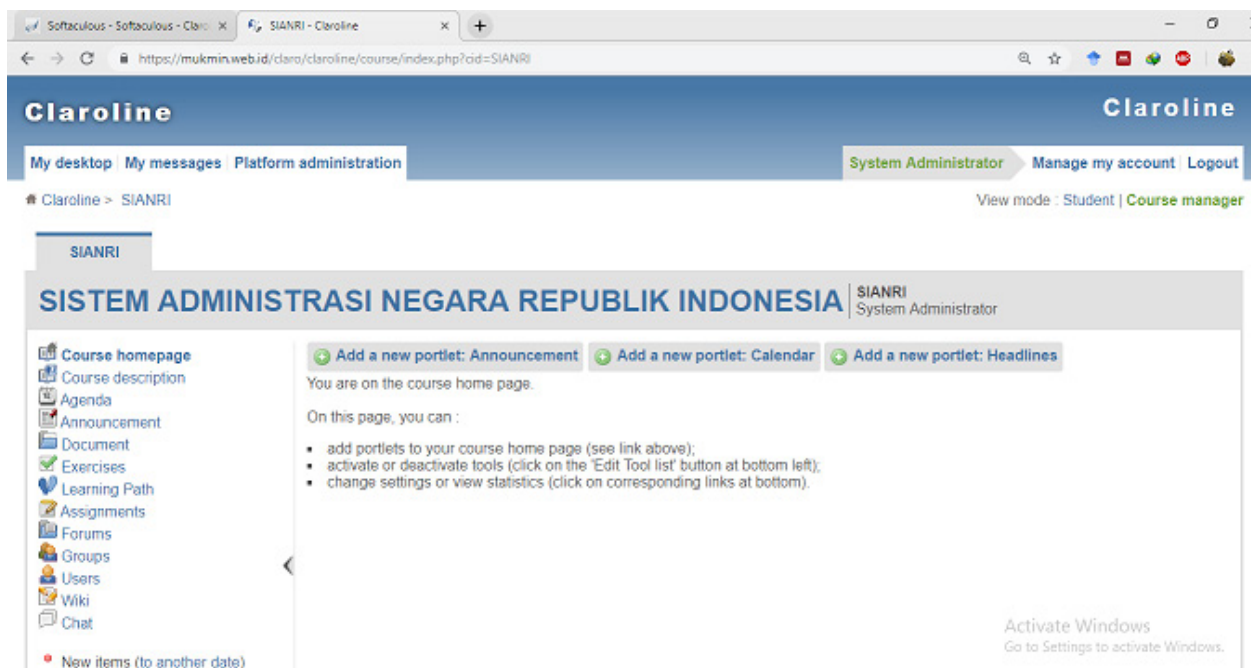 Softaculous - Softaculous - Claro SIANRI - Claroline
https://mukmin.web.id/claro/claroline/course/index.php?cid=SIANRI
Claroline Claroline
My desktop My messages Platform administration System Administrator Manage my account Logout
Claroline > SIANRI View mode : Student | Course manager
SIANRI
SISTEM ADMINISTRASI NEGARA REPUBLIK INDONESIA SIANRI
System Administrator
Course homepage
Course description
Agenda
Announcement
Document
Exercises
Learning Path
Assignments
Forums
Groups
Users
Wiki
Chat
New items (to another date)
Add a new portlet: Announcement Add a new portlet: Calendar Add a new portlet: Headlines
You are on the course home page.
On this page, you can :
add portlets to your course home page (see link above);
activate or deactivate tools (click on the 'Edit Tool list' button at bottom left);
change settings or view statistics (click on corresponding links at bottom).
Activate Windows
Go to Settings to activate Windows.